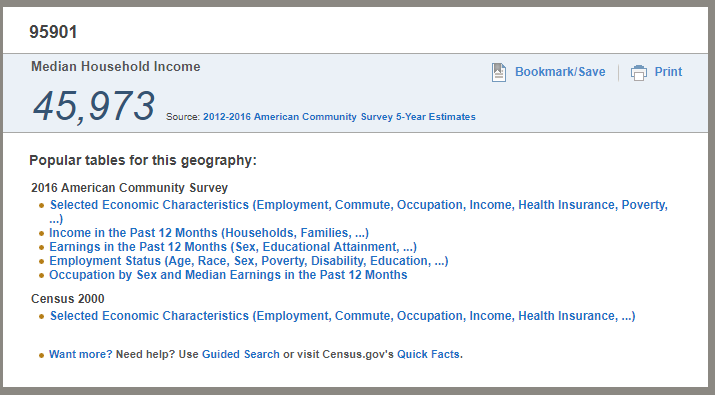 95901
Median Household Income
Bookmark/Save
Print
45,973 Source: 2012-2016 American Community Survey 5-Year Estimates
Popular tables for this geography:
2016 American Community Survey
Selected Economic Characteristics (Employment, Commute, Occupation, Income, Health Insurance, Poverty,
...)
Income in the Past 12 Months (Households, Families, ...)
Earnings in the Past 12 Months (Sex, Educational Attainment, ...)
Employment Status (Age, Race, Sex, Poverty, Disability, Education, ...)
Occupation by Sex and Median Earnings in the Past 12 Months
Census 2000
Selected Economic Characteristics (Employment, Commute, Occupation, Income, Health Insurance, ...)
Want more? Need help? Use Guided Search or visit Census.gov's Quick Facts.